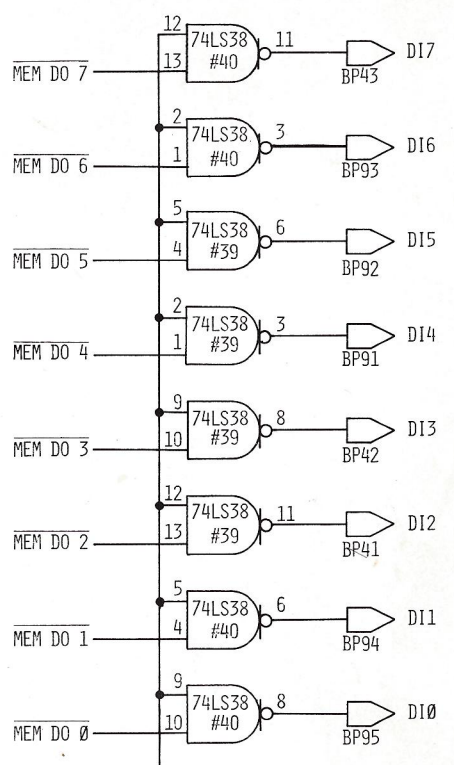 12
74LS38
#40
11
DI7
MEM DO 7
13
BP43
2
74LS38
#40
3
DI6
MEM DO 6
1
BP93
5
74LS38
#39
6
DI5
MEM DO 5
4
BP92
2
74LS38
#39
3
DI4
MEM DO 4
1
BP91
9
74LS38
#39
8
DI3
MEM DO 3
10
BP42
12
74LS38
#39
11
DI2
MEM DO 2
13
BP41
5
74LS38
#40
6
DI1
MEM DO 1
4
BP94
9
74LS38
#40
8
DIØ
MEM DO Ø
10
BP95